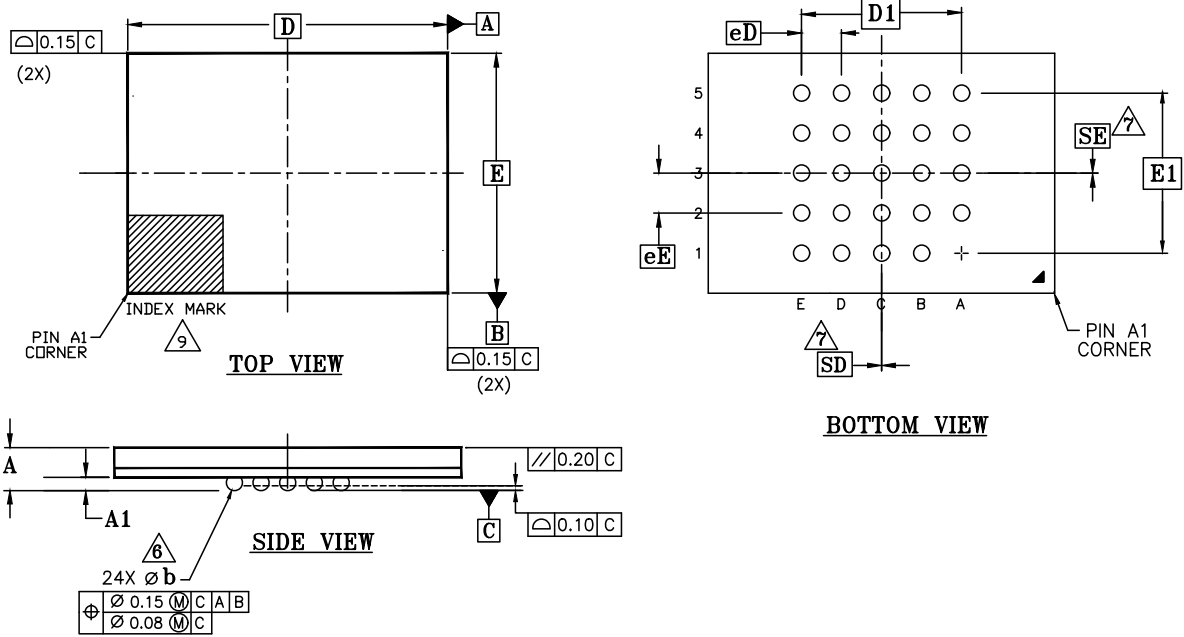 D
A
⌓ 0.15 C
(2X)
E
INDEX MARK
9
PIN A1
CORNER
B
⌓ 0.15 C
(2X)
TOP VIEW
D1
eD
5
4
3
2
1
SE
7
E1
eE
E D C B A
7
SD
PIN A1
CORNER
BOTTOM VIEW
A
A1
// 0.20 C
C
⌓ 0.10 C
SIDE VIEW
6
24X ⌀ b
⌖ ⌀ 0.15 Ⓜ C A B
⌀ 0.08 Ⓜ C